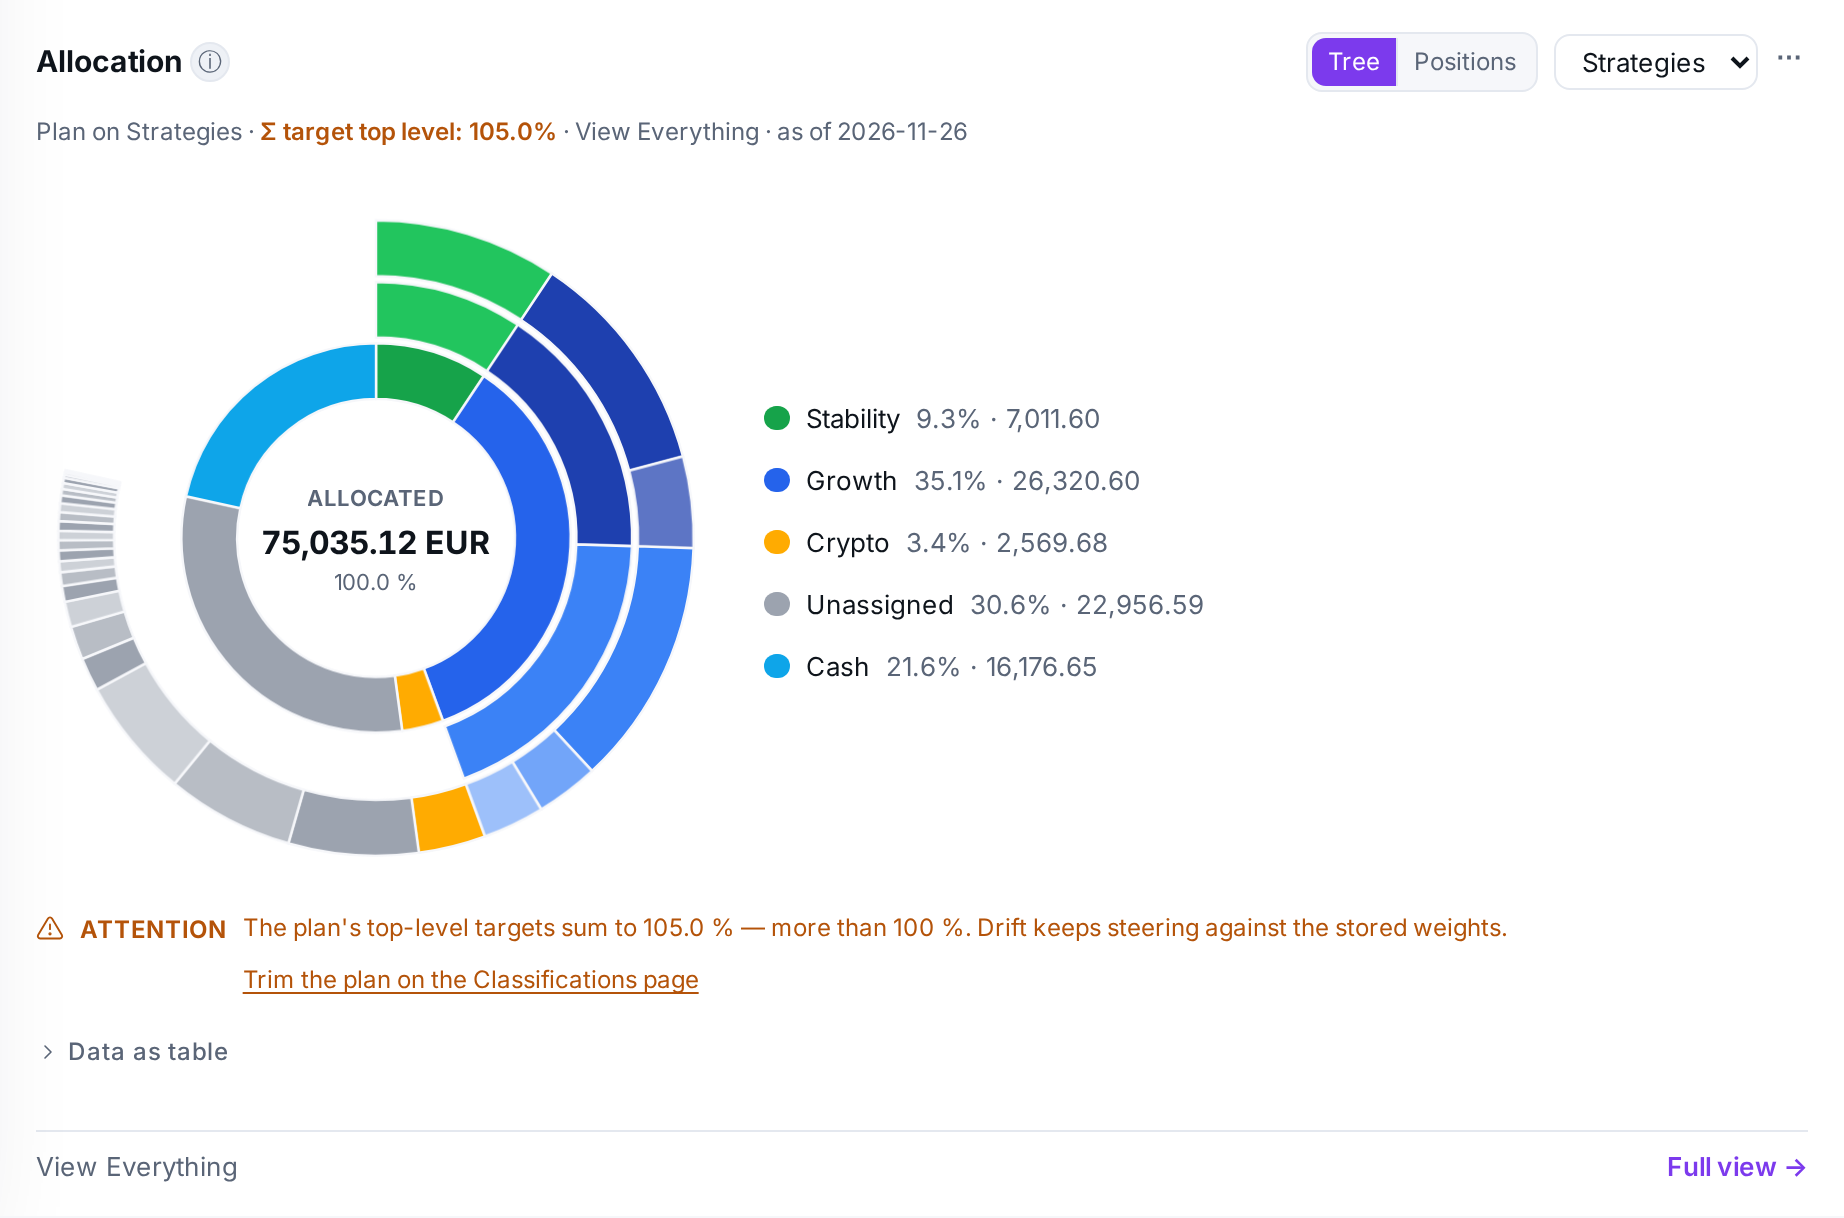 Allocation
Tree Positions Strategies ···
Plan on Strategies · Σ target top level: 105.0% · View Everything · as of 2026-11-26
ALLOCATED
75,035.12 EUR
100.0 %
Stability 9.3% · 7,011.60
Growth 35.1% · 26,320.60
Crypto 3.4% · 2,569.68
Unassigned 30.6% · 22,956.59
Cash 21.6% · 16,176.65
ATTENTION The plan's top-level targets sum to 105.0 % — more than 100 %. Drift keeps steering against the stored weights.
Trim the plan on the Classifications page
Data as table
View Everything Full view →